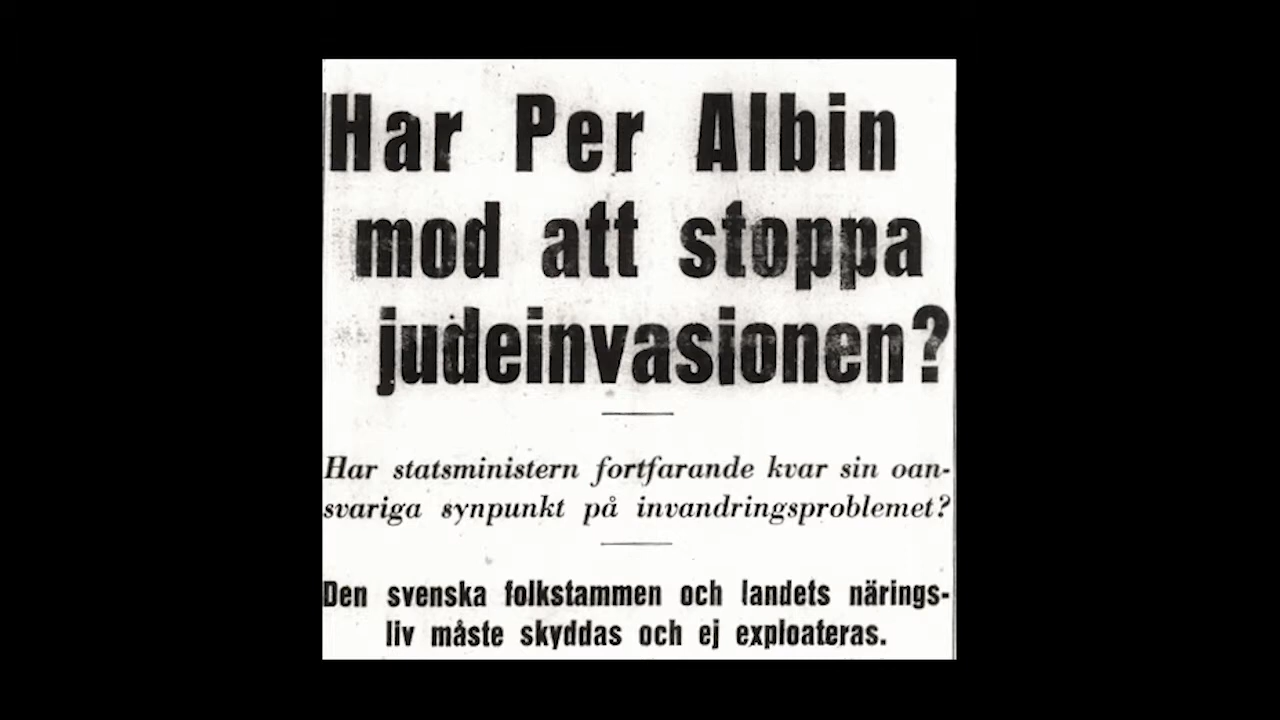 Har Per Albin
mod att stoppa
judeinvasionen?
Har statsministern fortfarande kvar sin oan-
svariga synpunkt på invandringsproblemet?
Den svenska folkstammen och landets närings-
liv måste skyddas och ej exploateras.